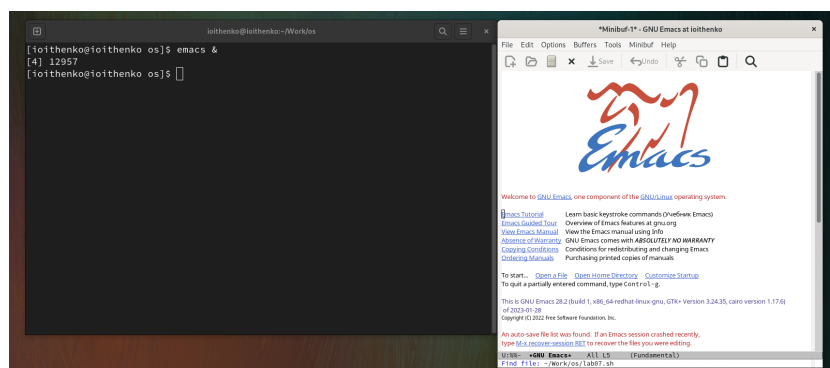 ioithenko@ioithenko:~/Work/os
[ioithenko@ioithenko os]$ emacs &
[4] 12957
[ioithenko@ioithenko os]$
*Minibuf-1* - GNU Emacs at ioithenko
File Edit Options Buffers Tools Minibuf Help
Save Undo
Emacs
Welcome to GNU Emacs, one component of the GNU/Linux operating system.
Emacs Tutorial Learn basic keystroke commands (Учебник Emacs)
Emacs Guided Tour Overview of Emacs features at gnu.org
View Emacs Manual View the Emacs manual using Info
Absence of Warranty GNU Emacs comes with ABSOLUTELY NO WARRANTY
Copying Conditions Conditions for redistributing and changing Emacs
Ordering Manuals Purchasing printed copies of manuals
To start... Open a File Open Home Directory Customize Startup
To quit a partially entered command, type Control-g.
This is GNU Emacs 28.2 (build 1, x86_64-redhat-linux-gnu, GTK+ Version 3.24.35, cairo version 1.17.6)
of 2023-01-28
Copyright (C) 2022 Free Software Foundation, Inc.
An auto-save file list was found. If an Emacs session crashed recently,
type M-x recover-session RET to recover the files you were editing.
U:%%- *GNU Emacs* All L5 (Fundamental)
Find file: ~/Work/os/lab07.sh